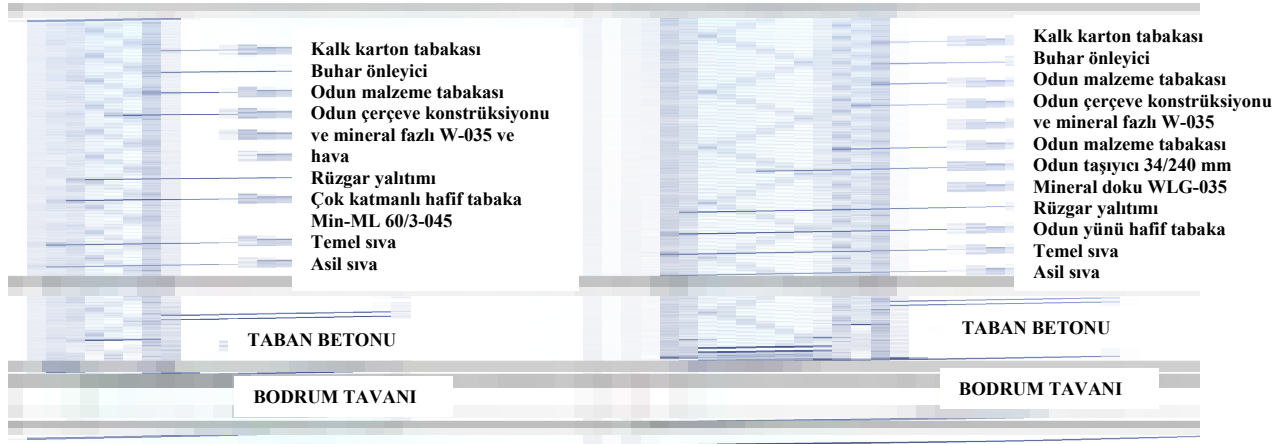 Kalk karton tabakası
Buhar önleyici
Odun malzeme tabakası
Odun çerçeve konstrüksiyonu
ve mineral fazlı W-035 ve
hava
Rüzgar yalıtımı
Çok katmanlı hafif tabaka
Min-ML 60/3-045
Temel sıva
Asil sıva
TABAN BETONU
BODRUM TAVANI
Kalk karton tabakası
Buhar önleyici
Odun malzeme tabakası
Odun çerçeve konstrüksiyonu
ve mineral fazlı W-035
Odun malzeme tabakası
Odun taşıyıcı 34/240 mm
Mineral doku WLG-035
Rüzgar yalıtımı
Odun yünü hafif tabaka
Temel sıva
Asil sıva
TABAN BETONU
BODRUM TAVANI